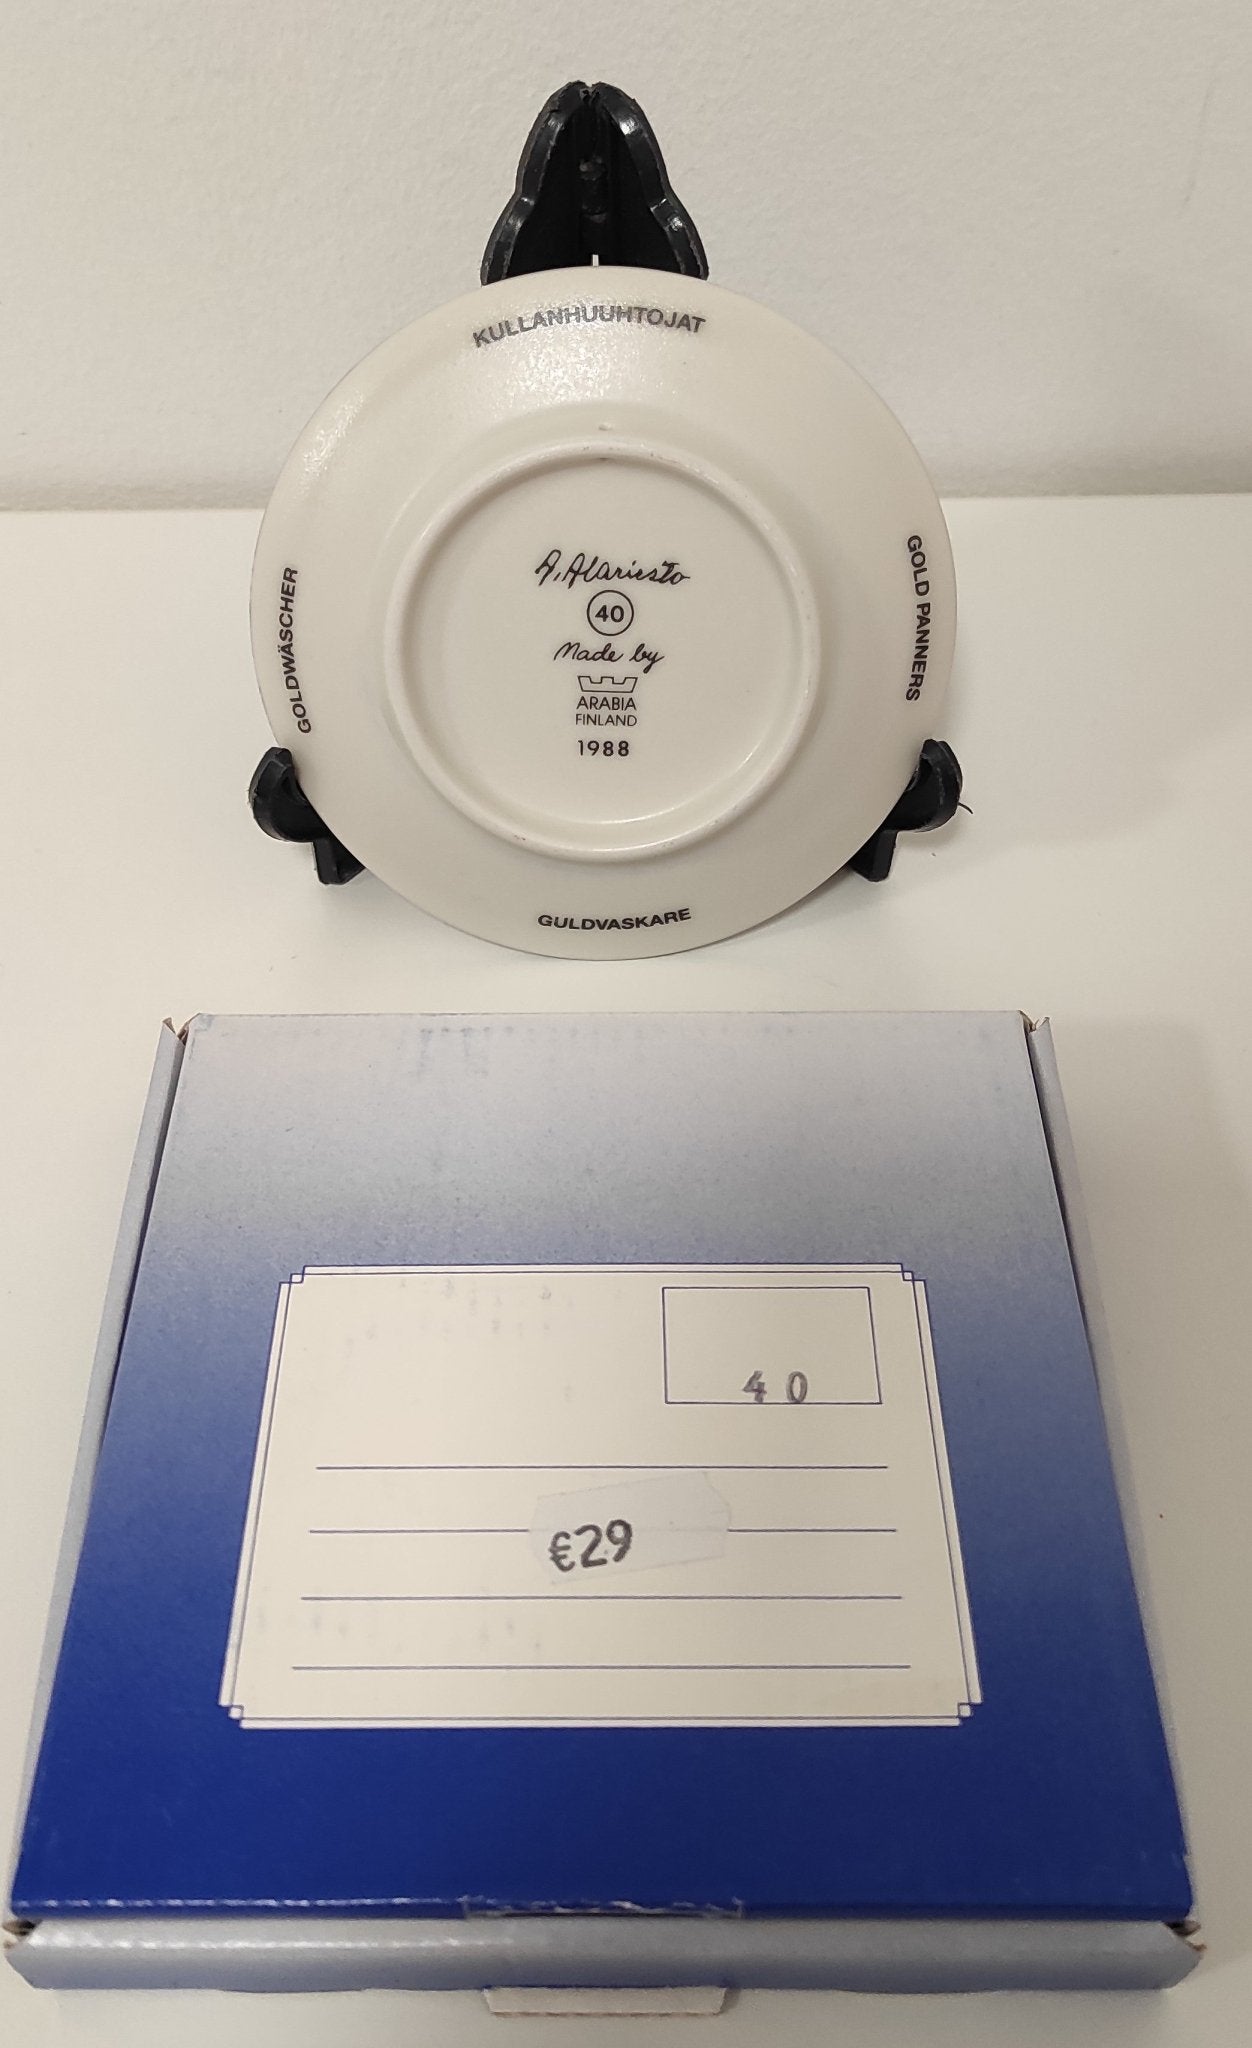 KULLANHUUHTOJAT
GOLDWÄSCHER
GOLD PANNERS
A. Alariesto
40
Made by
ARABIA
FINLAND
1988
GULDVASKARE
40
€29